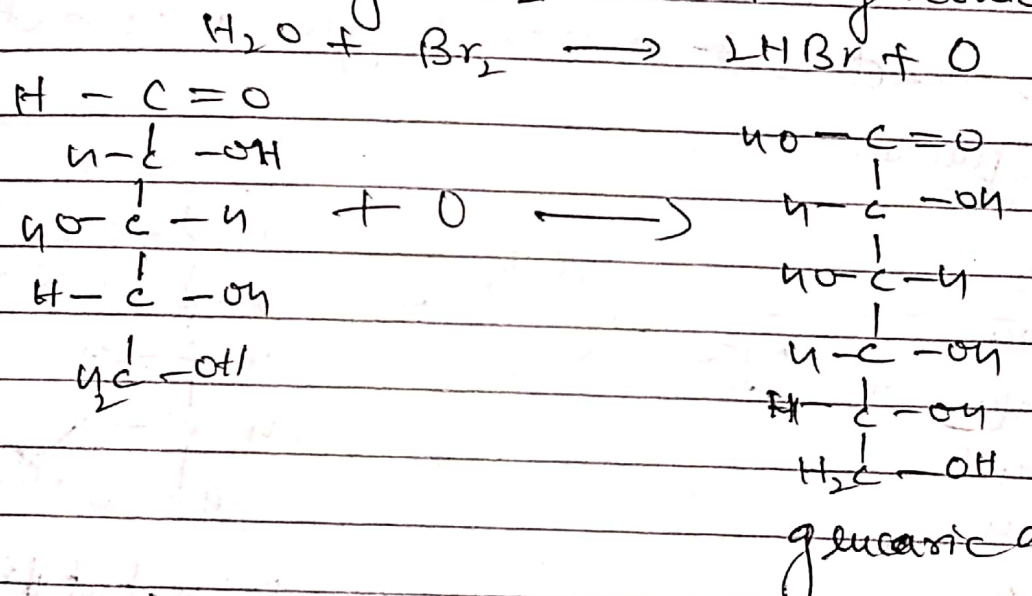 H₂O + Br₂ ⟶ 2HBr + O
H - C = O
H - C - OH
HO - C - H + O ⟶
H - C - OH
H₂C - OH
HO - C = O
H - C - OH
HO - C - H
H - C - OH
H - C - OH
H₂C - OH
glucaric